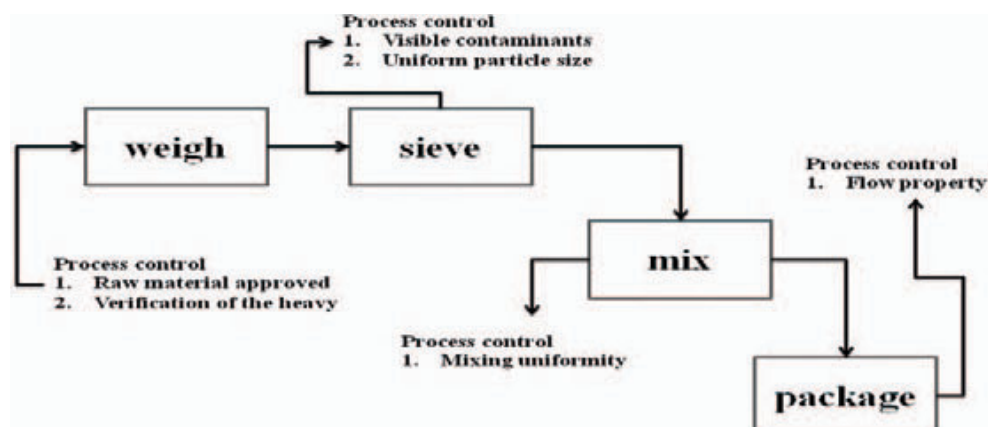 Process control
1. Visible contaminants
2. Uniform particle size
weigh
sieve
Process control
1. Flow property
Process control
1. Raw material approved
2. Verification of the heavy
mix
Process control
1. Mixing uniformity
package